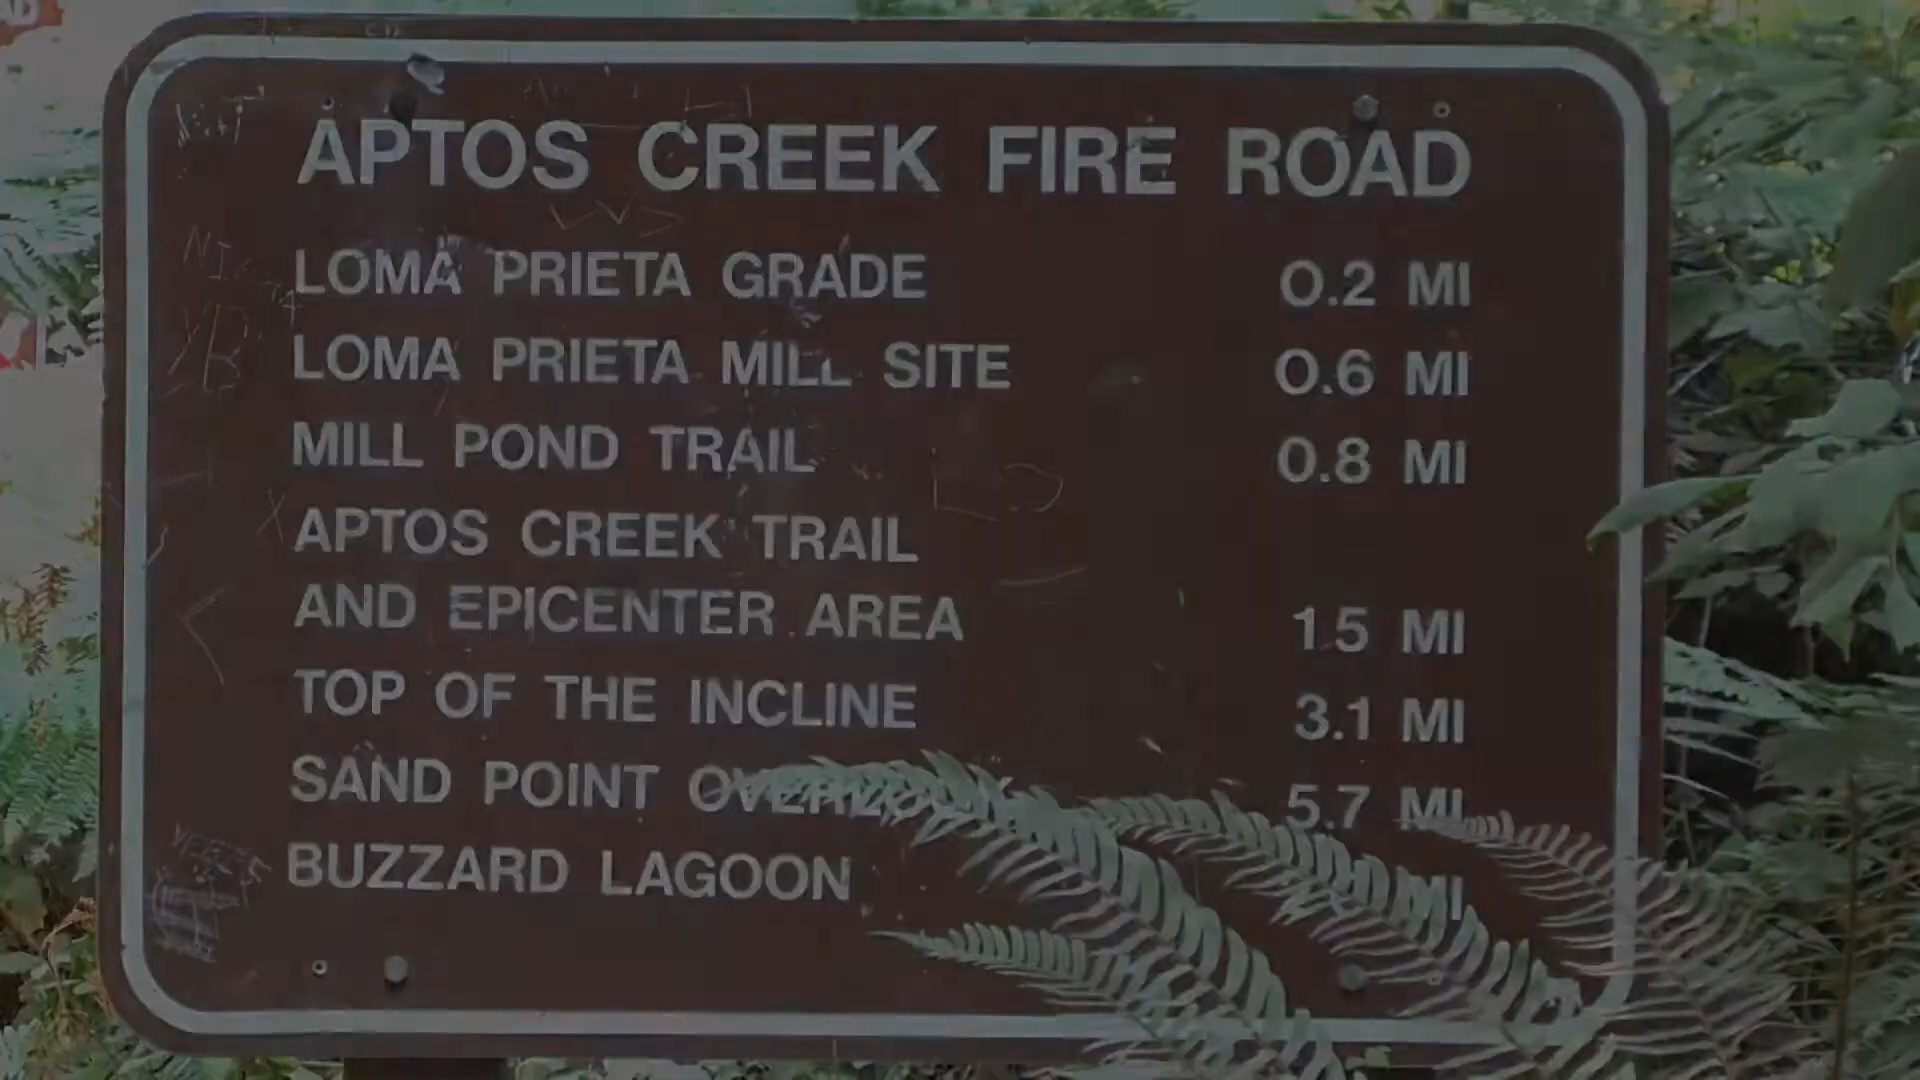 APTOS CREEK FIRE ROAD
LOMA PRIETA GRADE 0.2 MI
LOMA PRIETA MILL SITE 0.6 MI
MILL POND TRAIL 0.8 MI
APTOS CREEK TRAIL
AND EPICENTER AREA 1.5 MI
TOP OF THE INCLINE 3.1 MI
SAND POINT OVERLOOK 5.7 MI
BUZZARD LAGOON MI